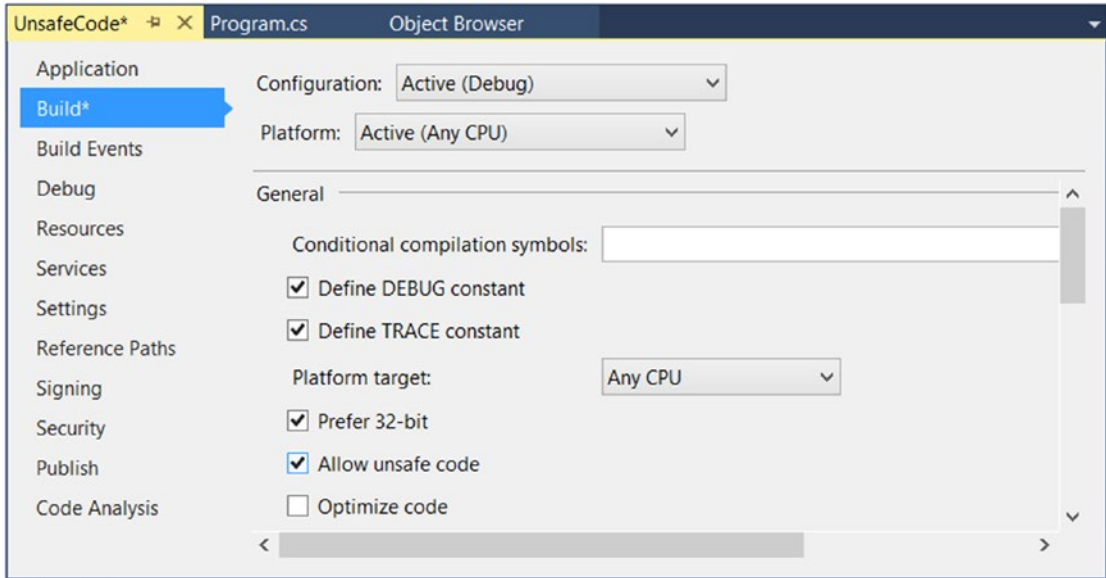 UnsafeCode* Program.cs Object Browser
Application
Build*
Build Events
Debug
Resources
Services
Settings
Reference Paths
Signing
Security
Publish
Code Analysis
Configuration: Active (Debug)
Platform: Active (Any CPU)
General
Conditional compilation symbols:
Define DEBUG constant
Define TRACE constant
Platform target: Any CPU
Prefer 32-bit
Allow unsafe code
Optimize code